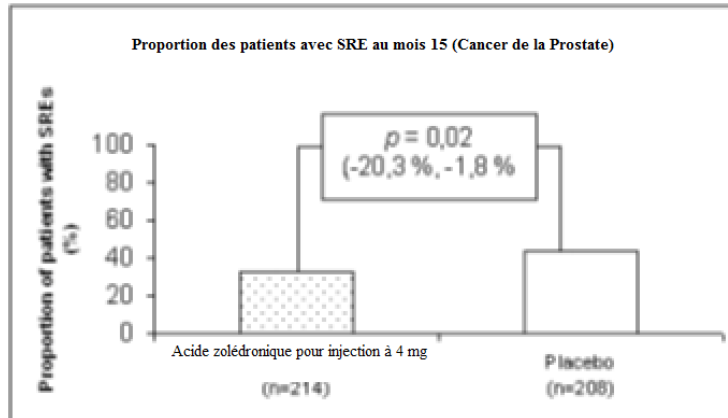 Proportion des patients avec SRE au mois 15 (Cancer de la Prostate)
Proportion of patients with SREs
(%)
100
80
60
40
20
0
p = 0,02
(-20,3 %, -1,8 %
Acide zolédronique pour injection à 4 mg
(n=214)
Placebo
(n=208)